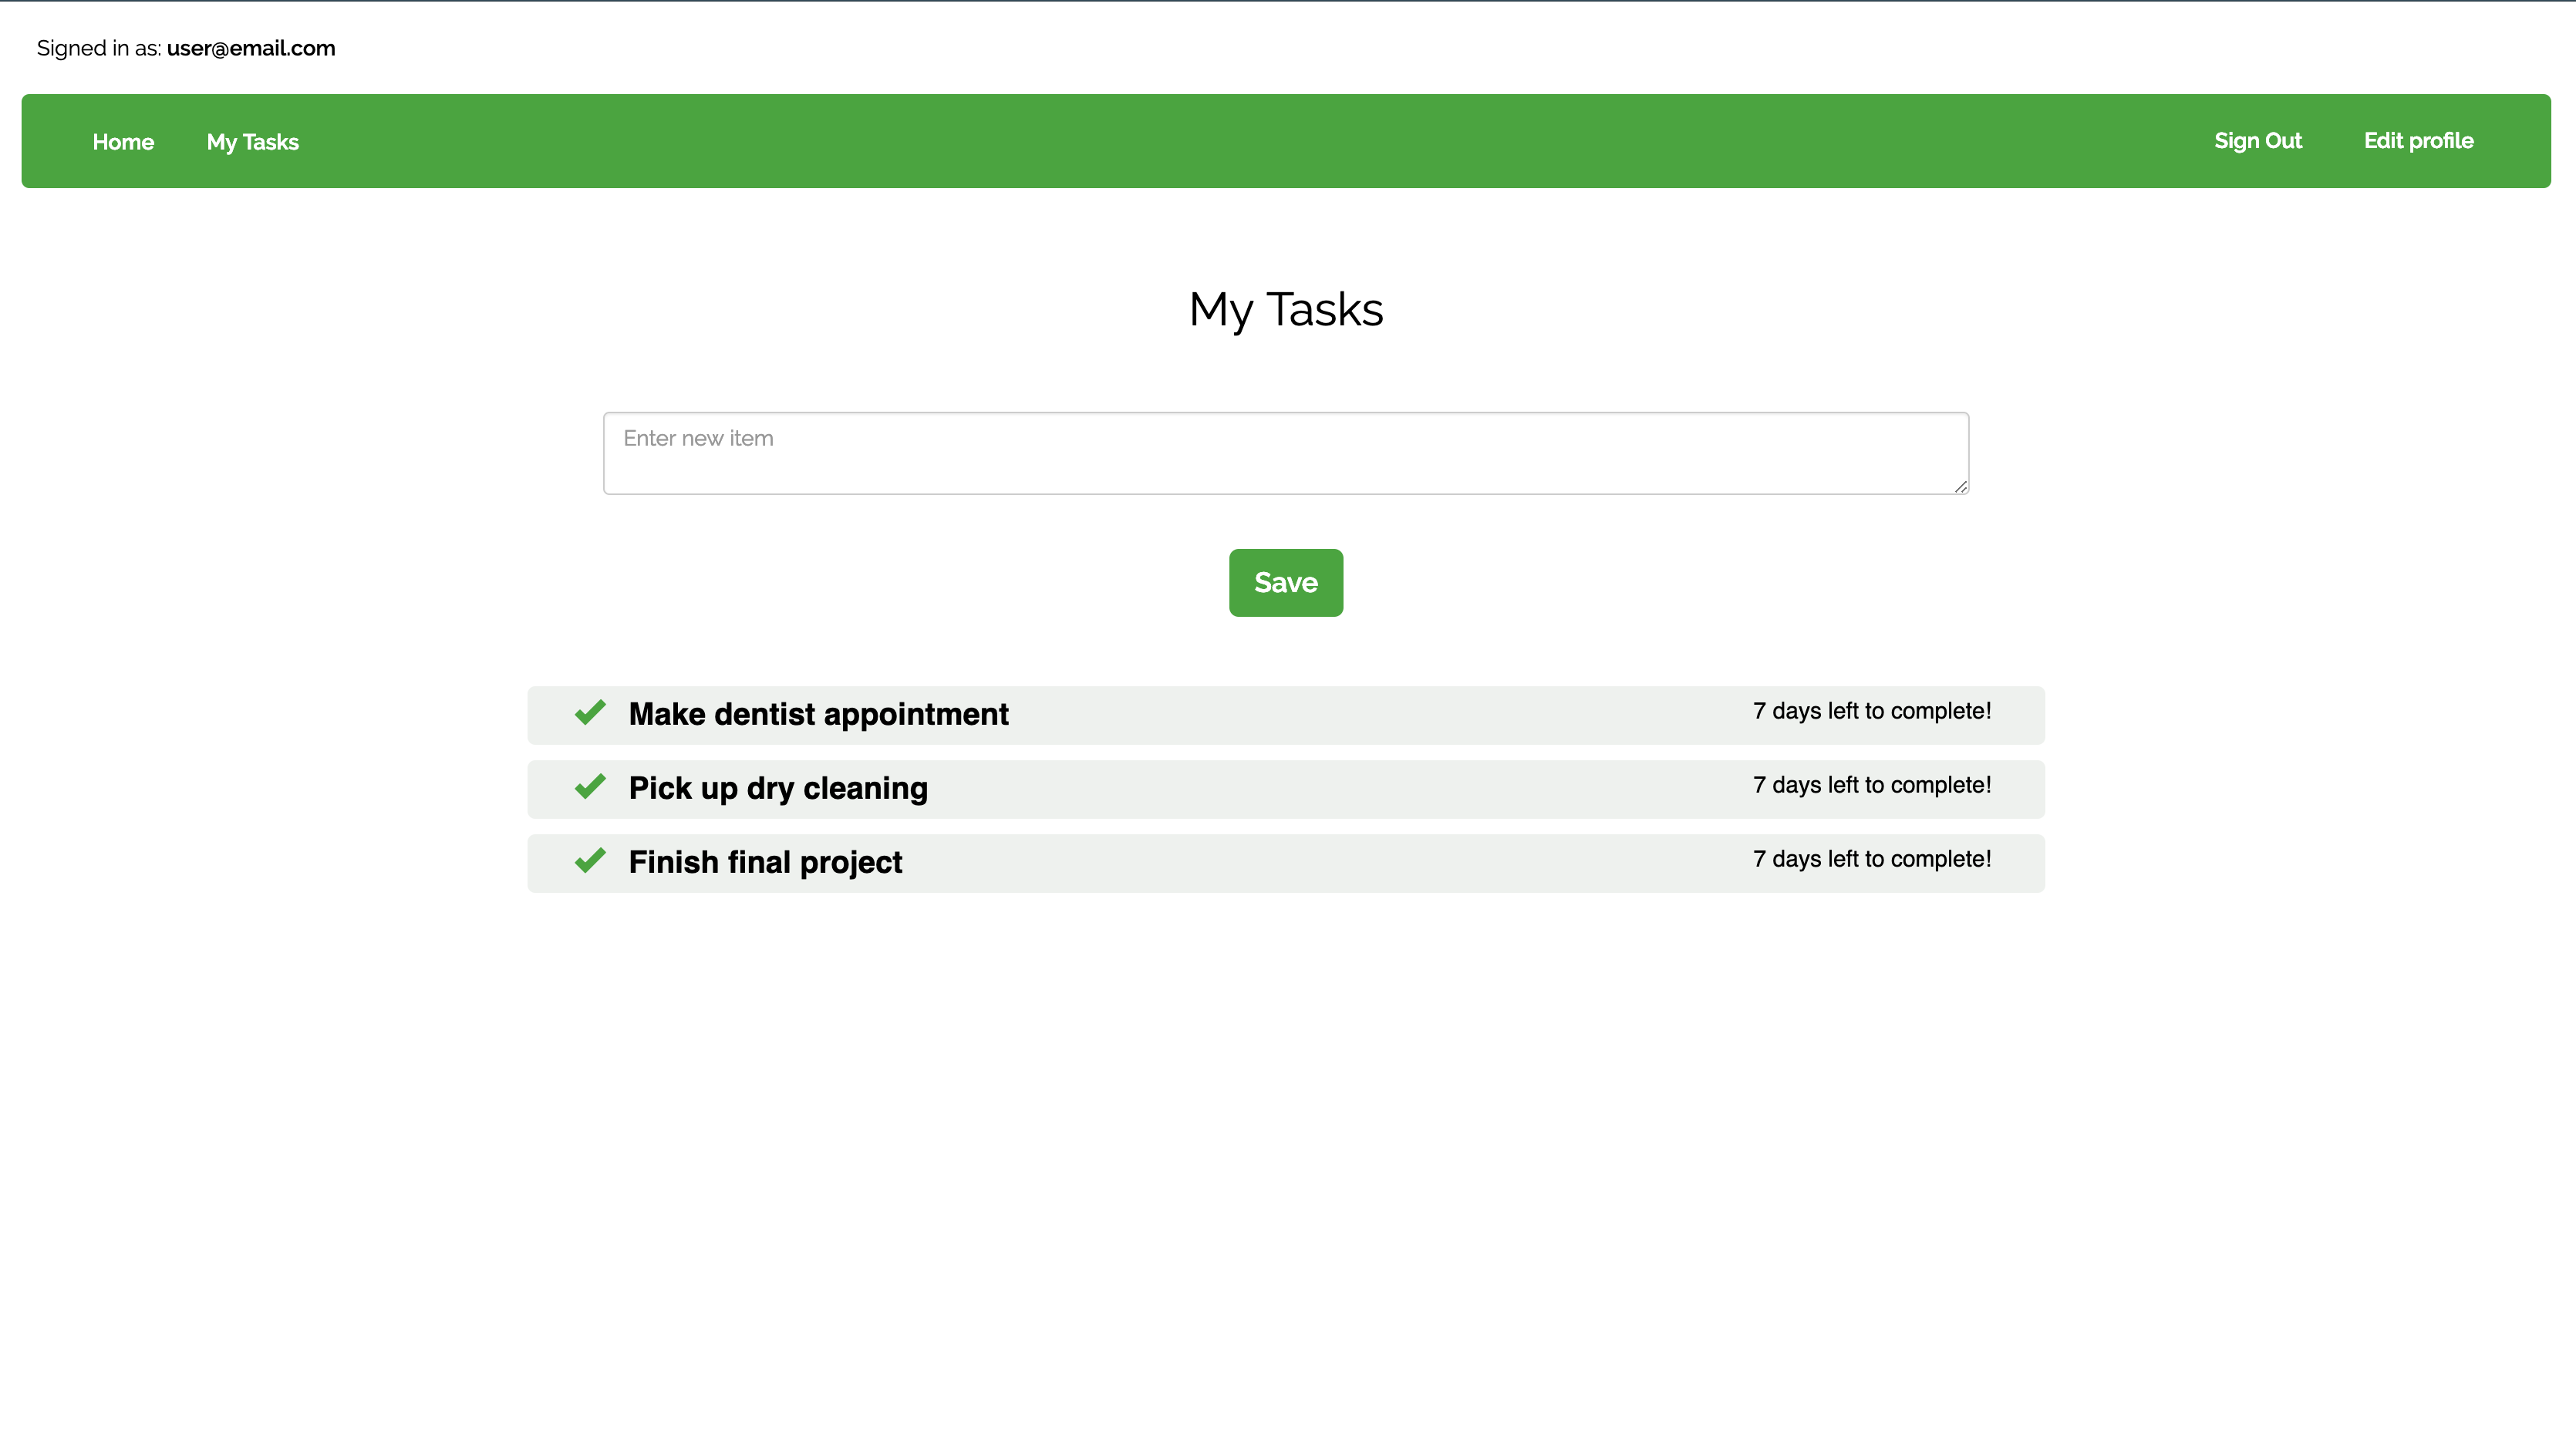 Signed in as: user@email.com
Home My Tasks Sign Out Edit profile
My Tasks
Enter new item
Save
Make dentist appointment 7 days left to complete!
Pick up dry cleaning 7 days left to complete!
Finish final project 7 days left to complete!